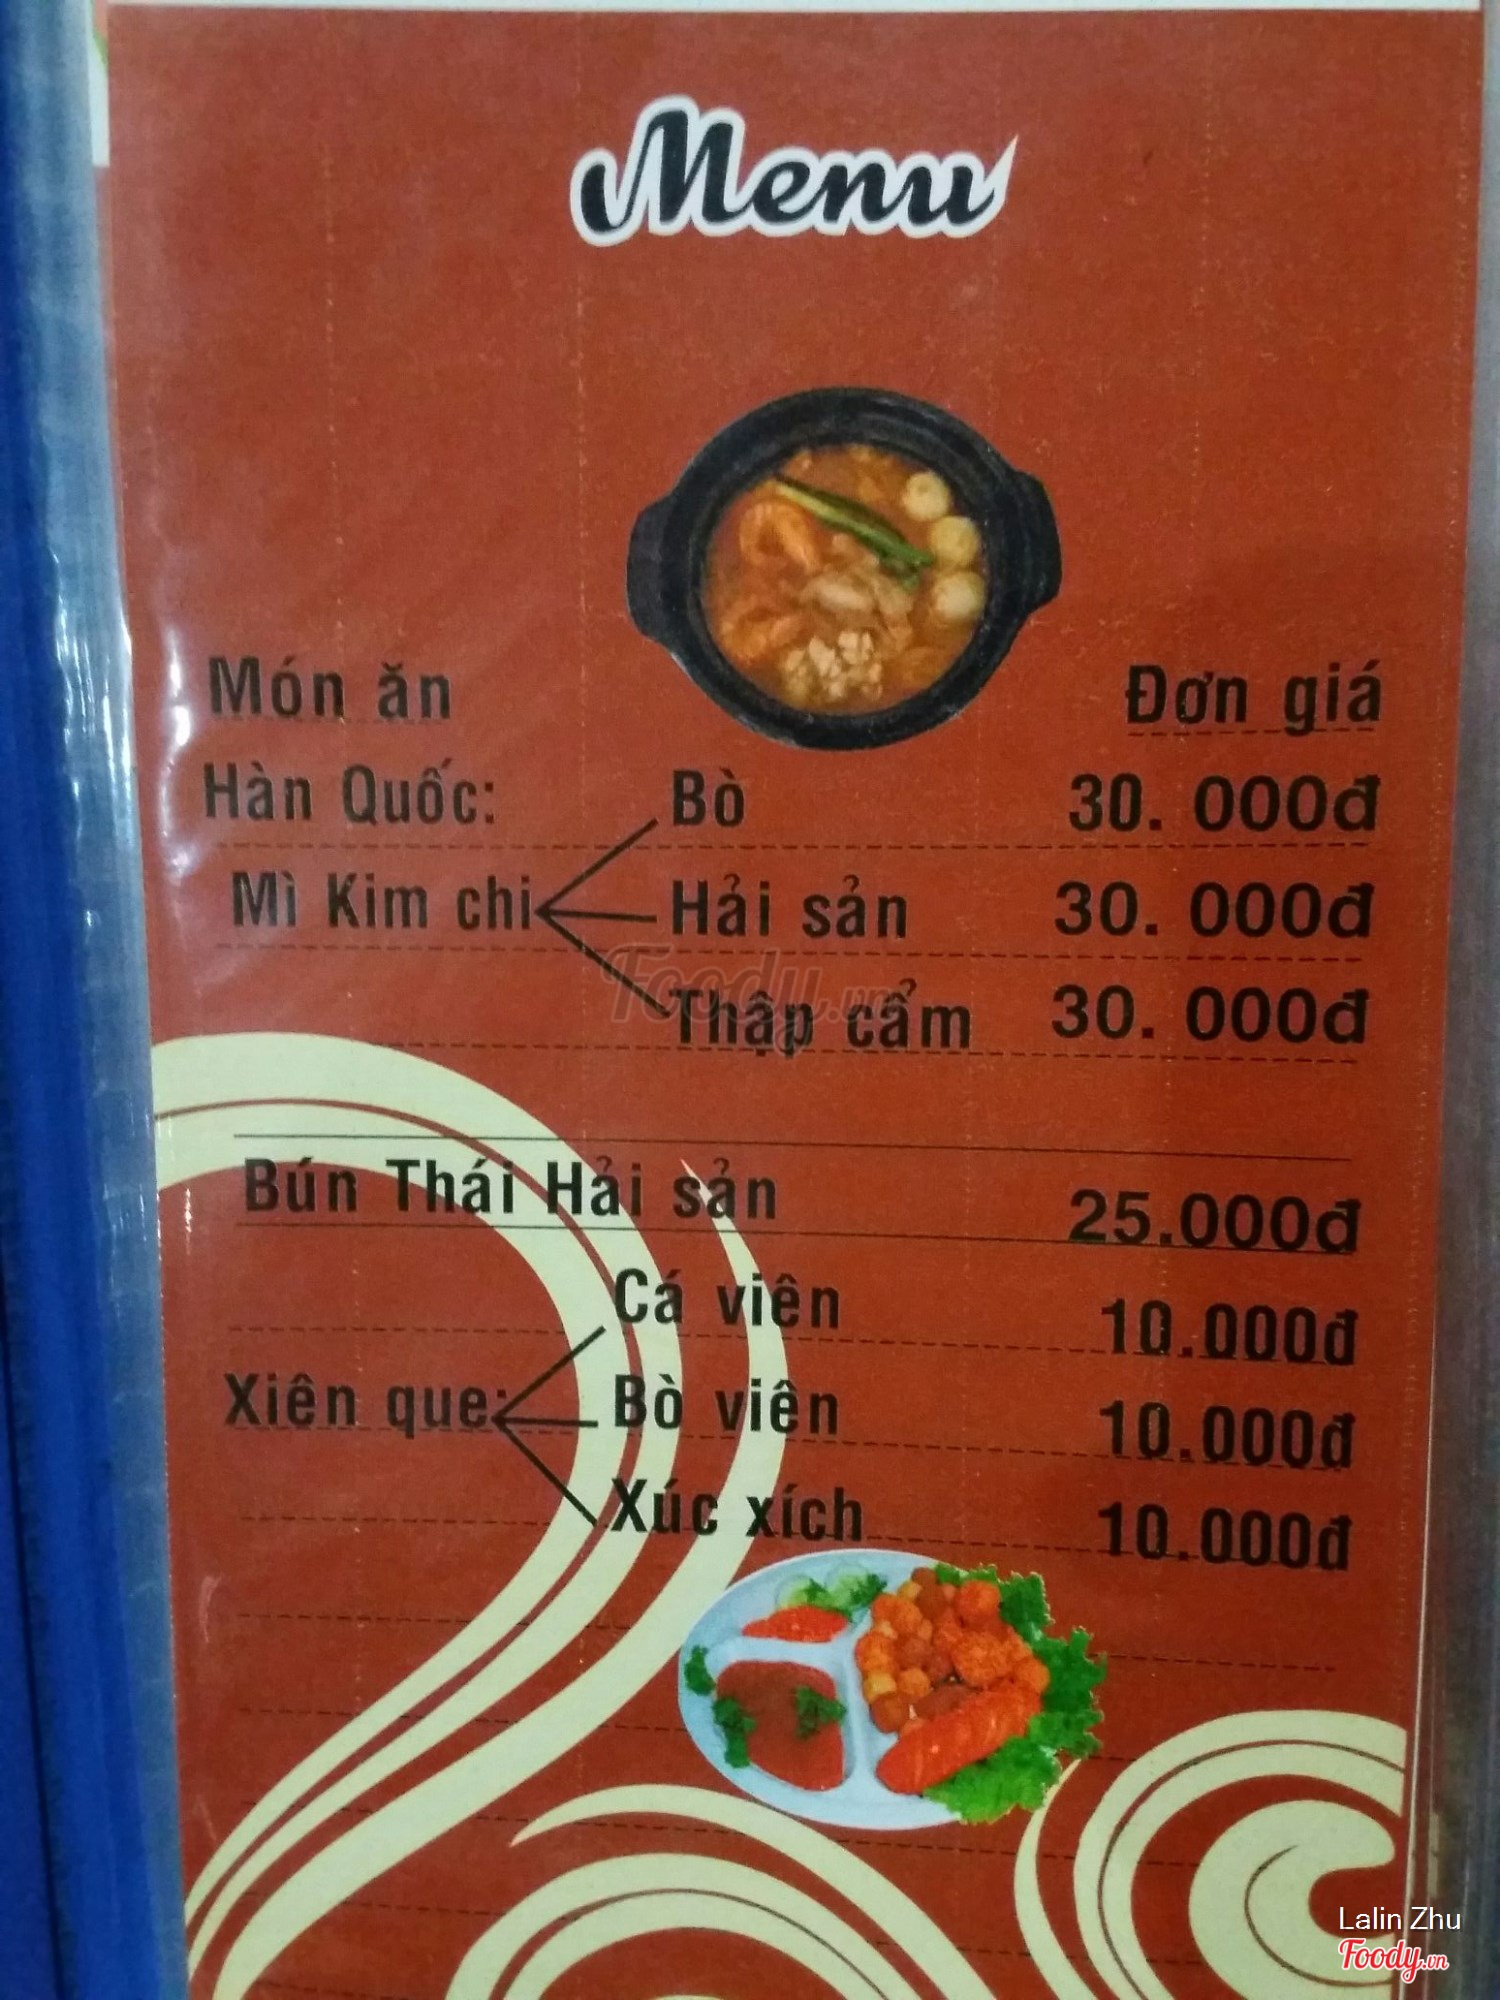 Menu
Món ăn Đơn giá
Hàn Quốc: Bò 30. 000đ
Mì Kim chi Hải sản 30. 000đ
Thập cẩm 30. 000đ
Foody.vn
Bún Thái Hải sản 25.000đ
Cá viên 10.000đ
Xiên que: Bò viên 10.000đ
Xúc xích 10.000đ
Lalin Zhu
Foody.vn